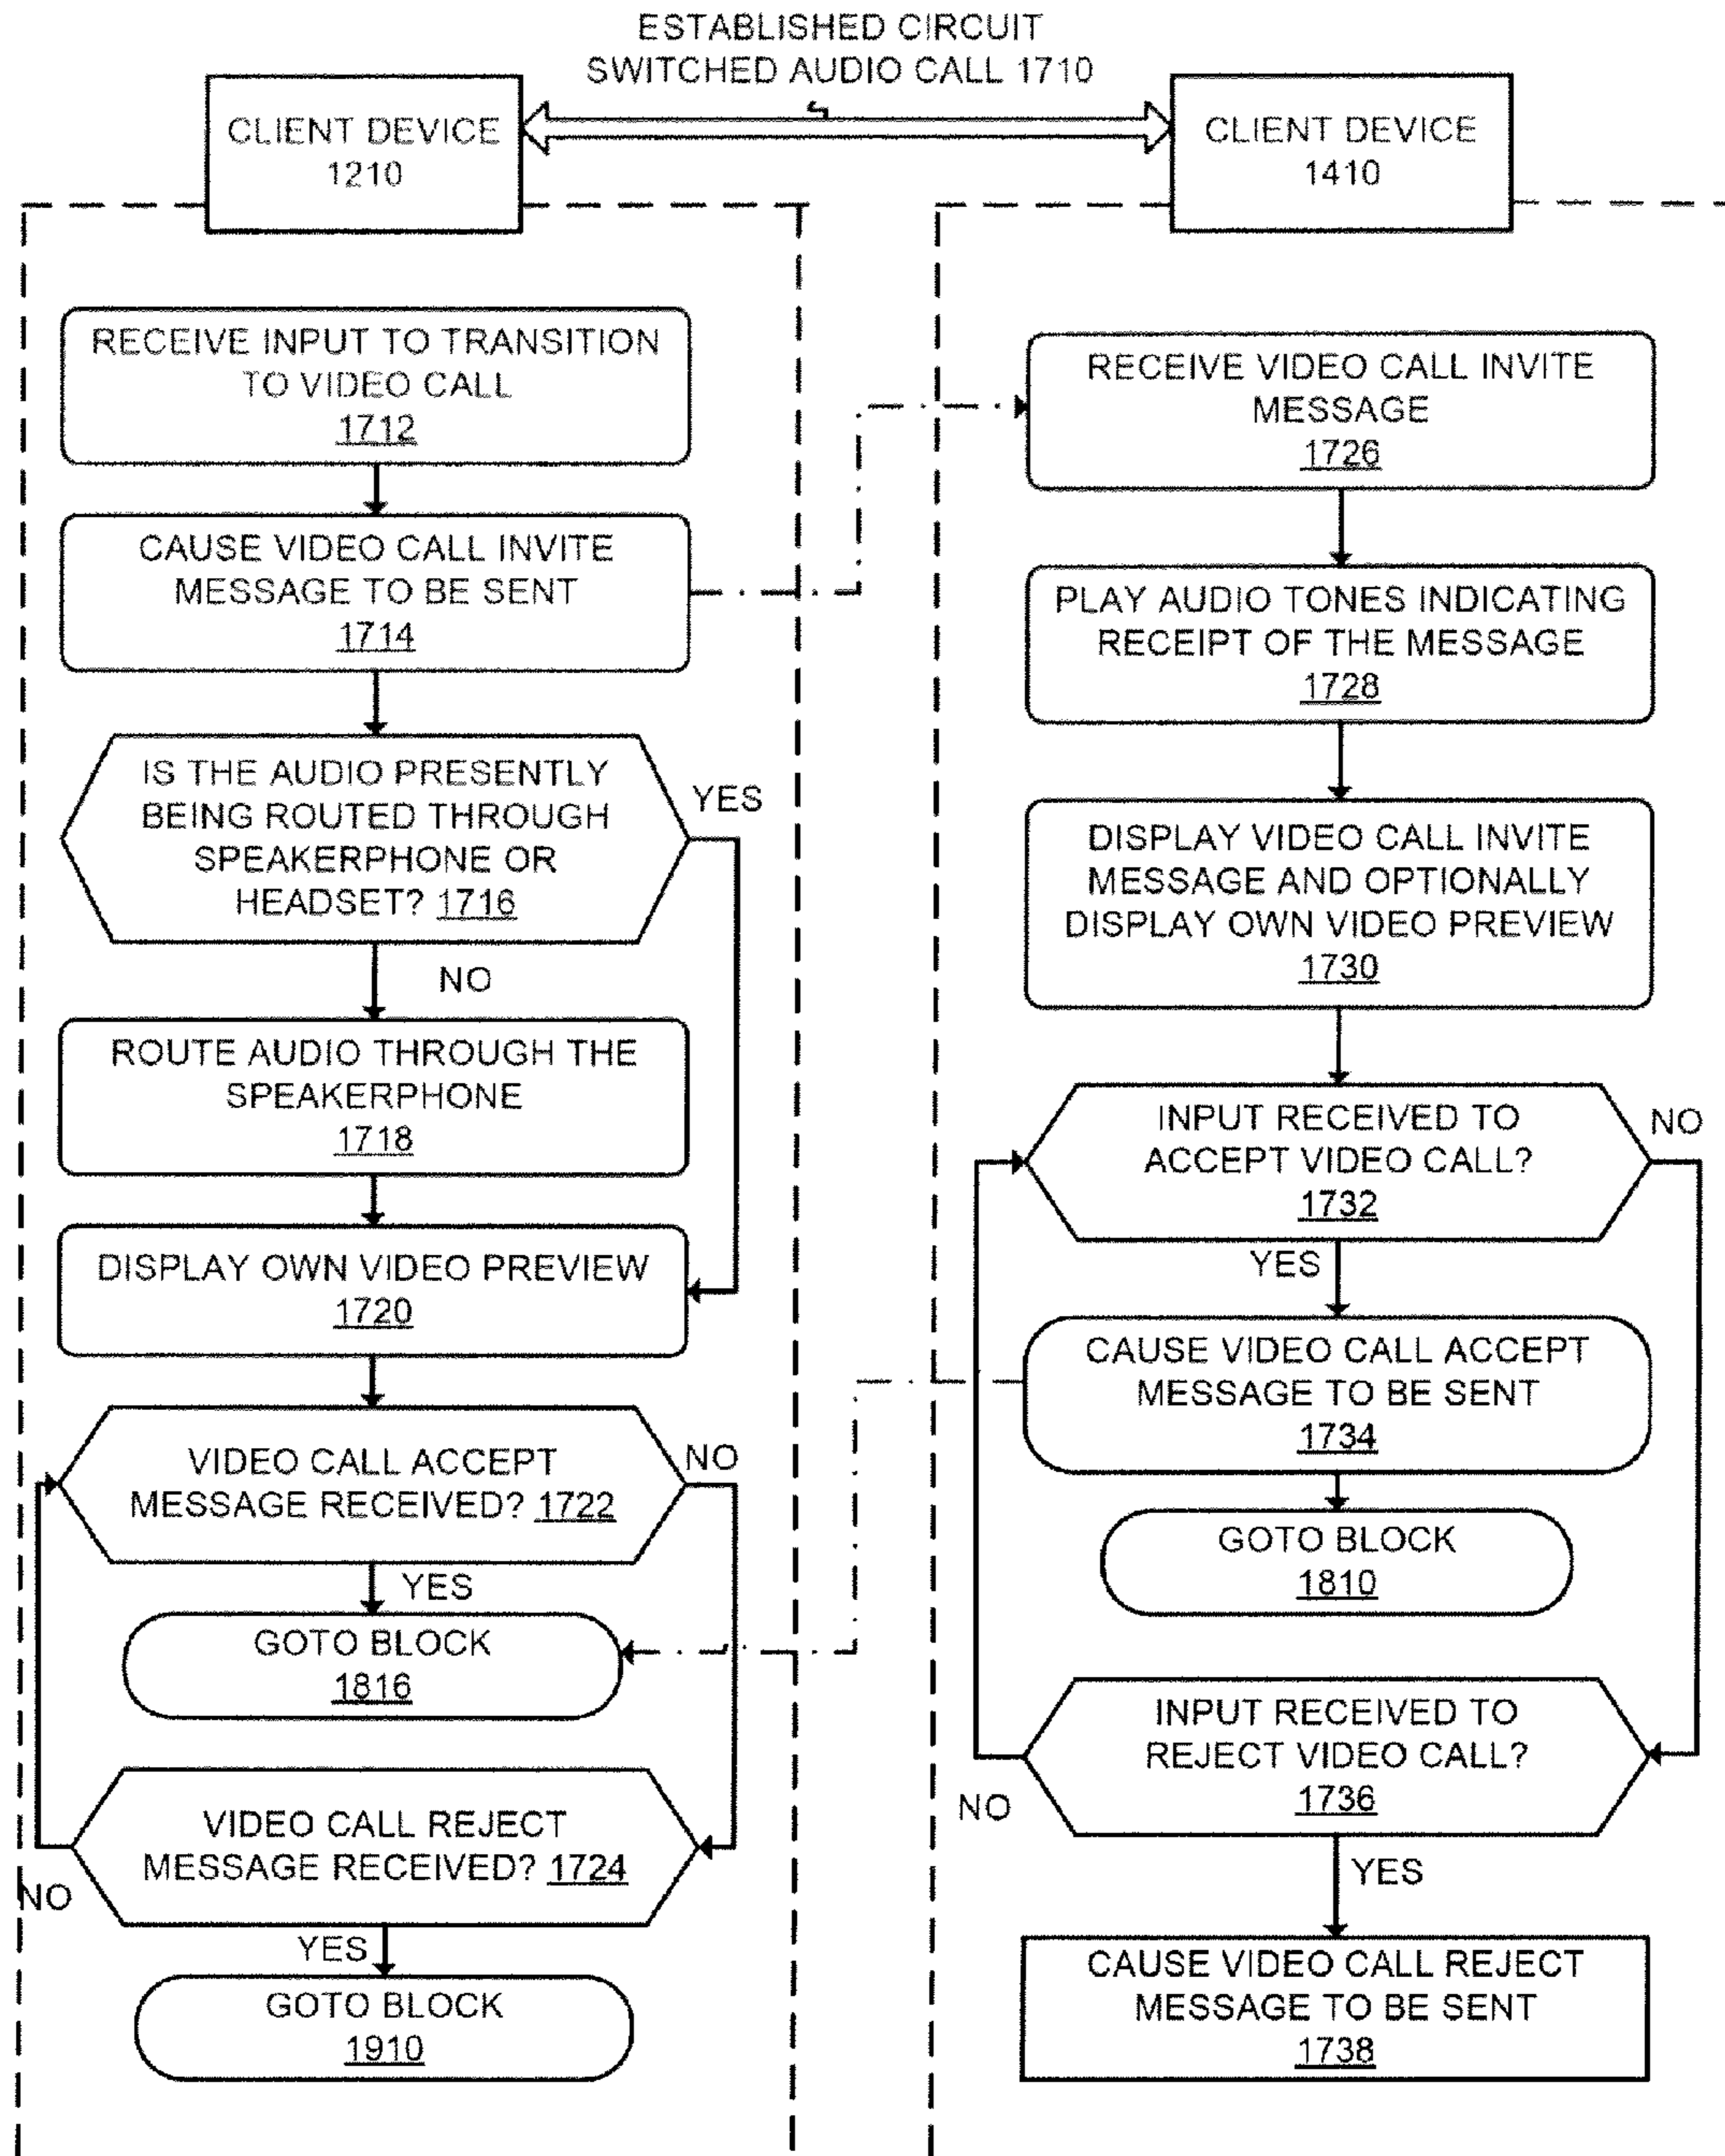 ESTABLISHED CIRCUIT
SWITCHED AUDIO CALL 1710
CLIENT DEVICE
1210
CLIENT DEVICE
1410
RECEIVE INPUT TO TRANSITION
TO VIDEO CALL
1712
CAUSE VIDEO CALL INVITE
MESSAGE TO BE SENT
1714
IS THE AUDIO PRESENTLY
BEING ROUTED THROUGH
SPEAKERPHONE OR
HEADSET? 1716
YES
NO
ROUTE AUDIO THROUGH THE
SPEAKERPHONE
1718
DISPLAY OWN VIDEO PREVIEW
1720
VIDEO CALL ACCEPT
MESSAGE RECEIVED? 1722
NO
YES
GOTO BLOCK
1816
VIDEO CALL REJECT
MESSAGE RECEIVED? 1724
NO
YES
GOTO BLOCK
1910
RECEIVE VIDEO CALL INVITE
MESSAGE
1726
PLAY AUDIO TONES INDICATING
RECEIPT OF THE MESSAGE
1728
DISPLAY VIDEO CALL INVITE
MESSAGE AND OPTIONALLY
DISPLAY OWN VIDEO PREVIEW
1730
INPUT RECEIVED TO
ACCEPT VIDEO CALL?
1732
NO
YES
CAUSE VIDEO CALL ACCEPT
MESSAGE TO BE SENT
1734
GOTO BLOCK
1810
INPUT RECEIVED TO
REJECT VIDEO CALL?
1736
NO
YES
CAUSE VIDEO CALL REJECT
MESSAGE TO BE SENT
1738